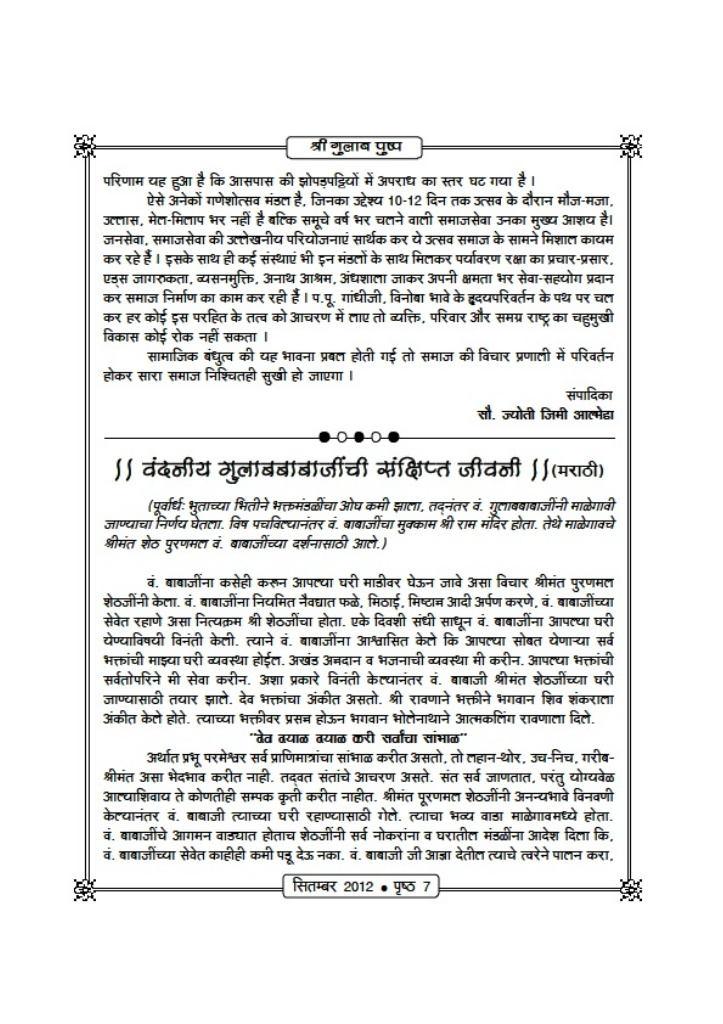 श्री गुलाब पुष्प
परिणाम यह हुआ है कि आसपास की झोपड़पट्टियों में अपराध का स्तर घट गया है ।
ऐसे अनेकों गणेशोत्सव मंडल है, जिनका उद्देश्य 10-12 दिन तक उत्सव के दौरान मौज-मजा,
उल्लास, मेल-मिलाप भर नहीं है बल्कि समूचे वर्ष भर चलने वाली समाजसेवा उनका मुख्य आशय है।
जनसेवा, समाजसेवा की उल्लेखनीय परियोजनाएं सार्थक कर ये उत्सव समाज के सामने मिशाल कायम
कर रहे हैं । इसके साथ ही कई संस्थाएं भी इन मंडलों के साथ मिलकर पर्यावरण रक्षा का प्रचार-प्रसार,
एड्स जागरुकता, व्यसनमुक्ति, अनाथ आश्रम, अंधशाला जाकर अपनी क्षमता भर सेवा-सहयोग प्रदान
कर समाज निर्माण का काम कर रही हैं । प.पू. गांधीजी, विनोबा भावे के हृदयपरिवर्तन के पथ पर चल
कर हर कोई इस परहित के तत्व को आचरण में लाए तो व्यक्ति, परिवार और समग्र राष्ट्र का चहुमुखी
विकास कोई रोक नहीं सकता ।
सामाजिक बंधुत्व की यह भावना प्रबल होती गई तो समाज की विचार प्रणाली में परिवर्तन
होकर सारा समाज निश्चितही सुखी हो जाएगा ।
संपादिका
सौ. ज्योती जिमी आल्मेडा
|| वंदनीय गुलाबबाबाजींची संक्षिप्त जीवनी ||(मराठी)
(पूर्वार्ध: भुताच्या भितीने भक्तमंडळींचा ओघ कमी झाला, तद्नंतर वं. गुलाबबाबाजींनी माळेगावी
जाण्याचा निर्णय घेतला. विष पचविल्यानंतर वं. बाबाजींचा मुक्काम श्री राम मंदिर होता. तेथे माळेगावचे
श्रीमंत शेठ पुरणमल वं. बाबाजींच्या दर्शनासाठी आले.)
वं. बाबाजींना कसेही करून आपल्या घरी माडीवर घेऊन जावे असा विचार श्रीमंत पुरणमल
शेठजींनी केला. वं. बाबाजींना नियमित नैवद्यात फळे, मिठाई, मिष्टान्न आदी अर्पण करणे, वं. बाबाजींच्या
सेवेत रहाणे असा नित्यक्रम श्री शेठजींचा होता. एके दिवशी संधी साधून वं. बाबाजींना आपल्या घरी
येण्याविषयी विनंती केली. त्याने वं. बाबाजींना आश्वासित केले कि आपल्या सोबत येणाऱ्या सर्व
भक्तांची माझ्या घरी व्यवस्था होईल. अखंड अन्नदान व भजनाची व्यवस्था मी करीन. आपल्या भक्तांची
सर्वतोपरिने मी सेवा करीन. अशा प्रकारे विनंती केल्यानंतर वं. बाबाजी श्रीमंत शेठजींच्या घरी
जाण्यासाठी तयार झाले. देव भक्तांचा अंकीत असतो. श्री रावणाने भक्तीने भगवान शिव शंकराला
अंकीत केले होते. त्याच्या भक्तीवर प्रसन्न होऊन भगवान भोलेनाथाने आत्मकलिंग रावणाला दिले.
“देव दयाळ दयाळ करी सर्वांचा सांभाळ”
अर्थात प्रभू परमेश्वर सर्व प्राणिमात्रांचा सांभाळ करीत असतो, तो लहान-थोर, उच-निच, गरीब-
श्रीमंत असा भेदभाव करीत नाही. तद्वत संतांचे आचरण असते. संत सर्व जाणतात, परंतु योग्यवेळ
आल्याशिवाय ते कोणतीही सम्पक कृती करीत नाहीत. श्रीमंत पूरणमल शेठजींनी अनन्यभावे विनवणी
केल्यानंतर वं. बाबाजी त्याच्या घरी रहाण्यासाठी गेले. त्याचा भव्य वाडा माळेगावमध्ये होता.
वं. बाबाजींचे आगमन वाड्यात होताच शेठजींनी सर्व नोकरांना व घरातील मंडळींना आदेश दिला कि,
वं. बाबाजींच्या सेवेत काहीही कमी पडू देऊ नका. वं. बाबाजी जी आज्ञा देतील त्याचे त्वरेने पालन करा,
सितम्बर 2012 ● पृष्ठ 7